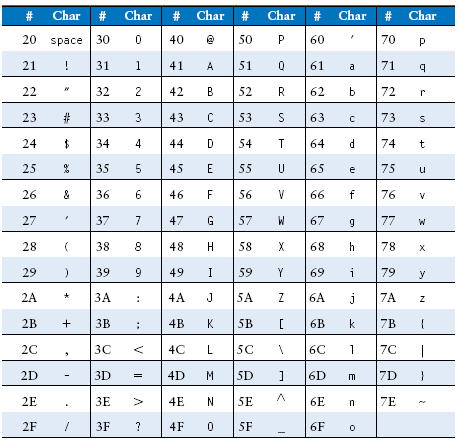 # Char # Char # Char # Char # Char # Char
20 space 30 0 40 @ 50 P 60 ′ 70 p
21 ! 31 1 41 A 51 Q 61 a 71 q
22 ″ 32 2 42 B 52 R 62 b 72 r
23 # 33 3 43 C 53 S 63 c 73 s
24 $ 34 4 44 D 54 T 64 d 74 t
25 % 35 5 45 E 55 U 65 e 75 u
26 & 36 6 46 F 56 V 66 f 76 v
27 ′ 37 7 47 G 57 W 67 g 77 w
28 ( 38 8 48 H 58 X 68 h 78 x
29 ) 39 9 49 I 59 Y 69 i 79 y
2A * 3A : 4A J 5A Z 6A j 7A z
2B + 3B ; 4B K 5B [ 6B k 7B {
2C , 3C < 4C L 5C \ 6C l 7C |
2D - 3D = 4D M 5D ] 6D m 7D }
2E . 3E > 4E N 5E ^ 6E n 7E ~
2F / 3F ? 4F O 5F _ 6F o